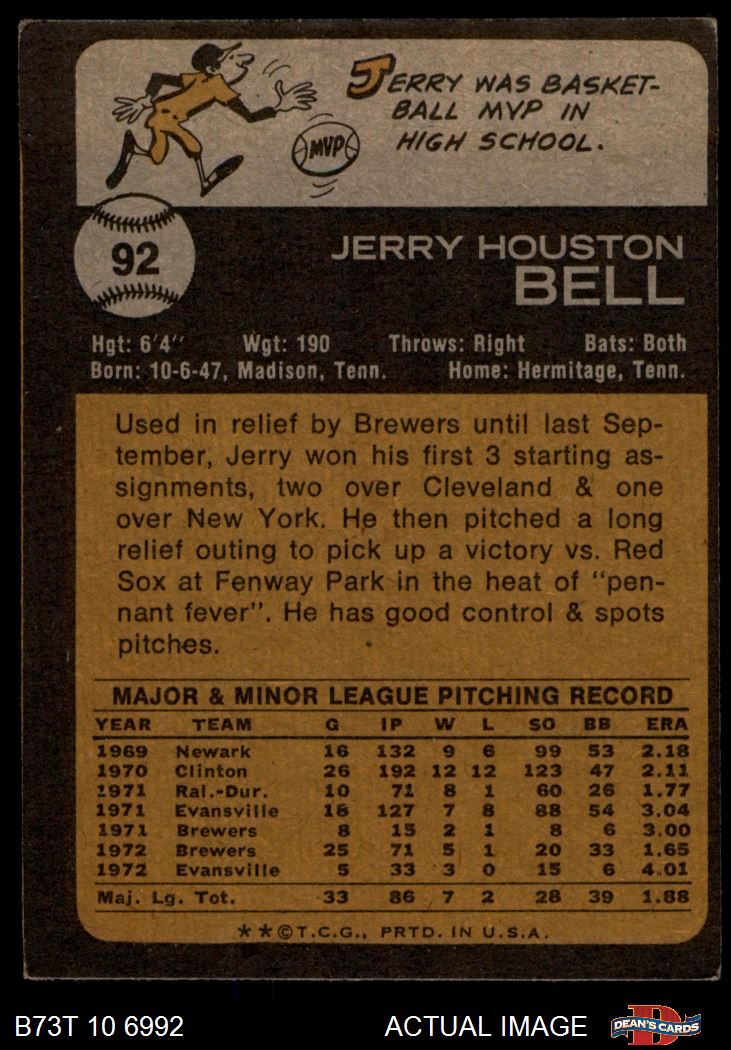 JERRY WAS BASKET-
BALL MVP IN
HIGH SCHOOL.
MVP
92
JERRY HOUSTON
BELL
Hgt: 6'4" Wgt: 190 Throws: Right Bats: Both
Born: 10-6-47, Madison, Tenn. Home: Hermitage, Tenn.
Used in relief by Brewers until last Sep-
tember, Jerry won his first 3 starting as-
signments, two over Cleveland & one
over New York. He then pitched a long
relief outing to pick up a victory vs. Red
Sox at Fenway Park in the heat of "pen-
nant fever". He has good control & spots
pitches.
MAJOR & MINOR LEAGUE PITCHING RECORD
YEAR TEAM G IP W L SO BB ERA
1969 Newark 16 132 9 6 99 53 2.18
1970 Clinton 26 192 12 12 123 47 2.11
1971 Ral.-Dur. 10 71 8 1 60 26 1.77
1971 Evansville 18 127 7 8 88 54 3.04
1971 Brewers 8 15 2 1 8 6 3.00
1972 Brewers 25 71 5 1 20 33 1.65
1972 Evansville 5 33 3 0 15 6 4.01
Maj. Lg. Tot. 33 86 7 2 28 39 1.88
**©T.C.G., PRTD. IN U.S.A.
B73T 10 6992 ACTUAL IMAGE
D
DEAN'S CARDS